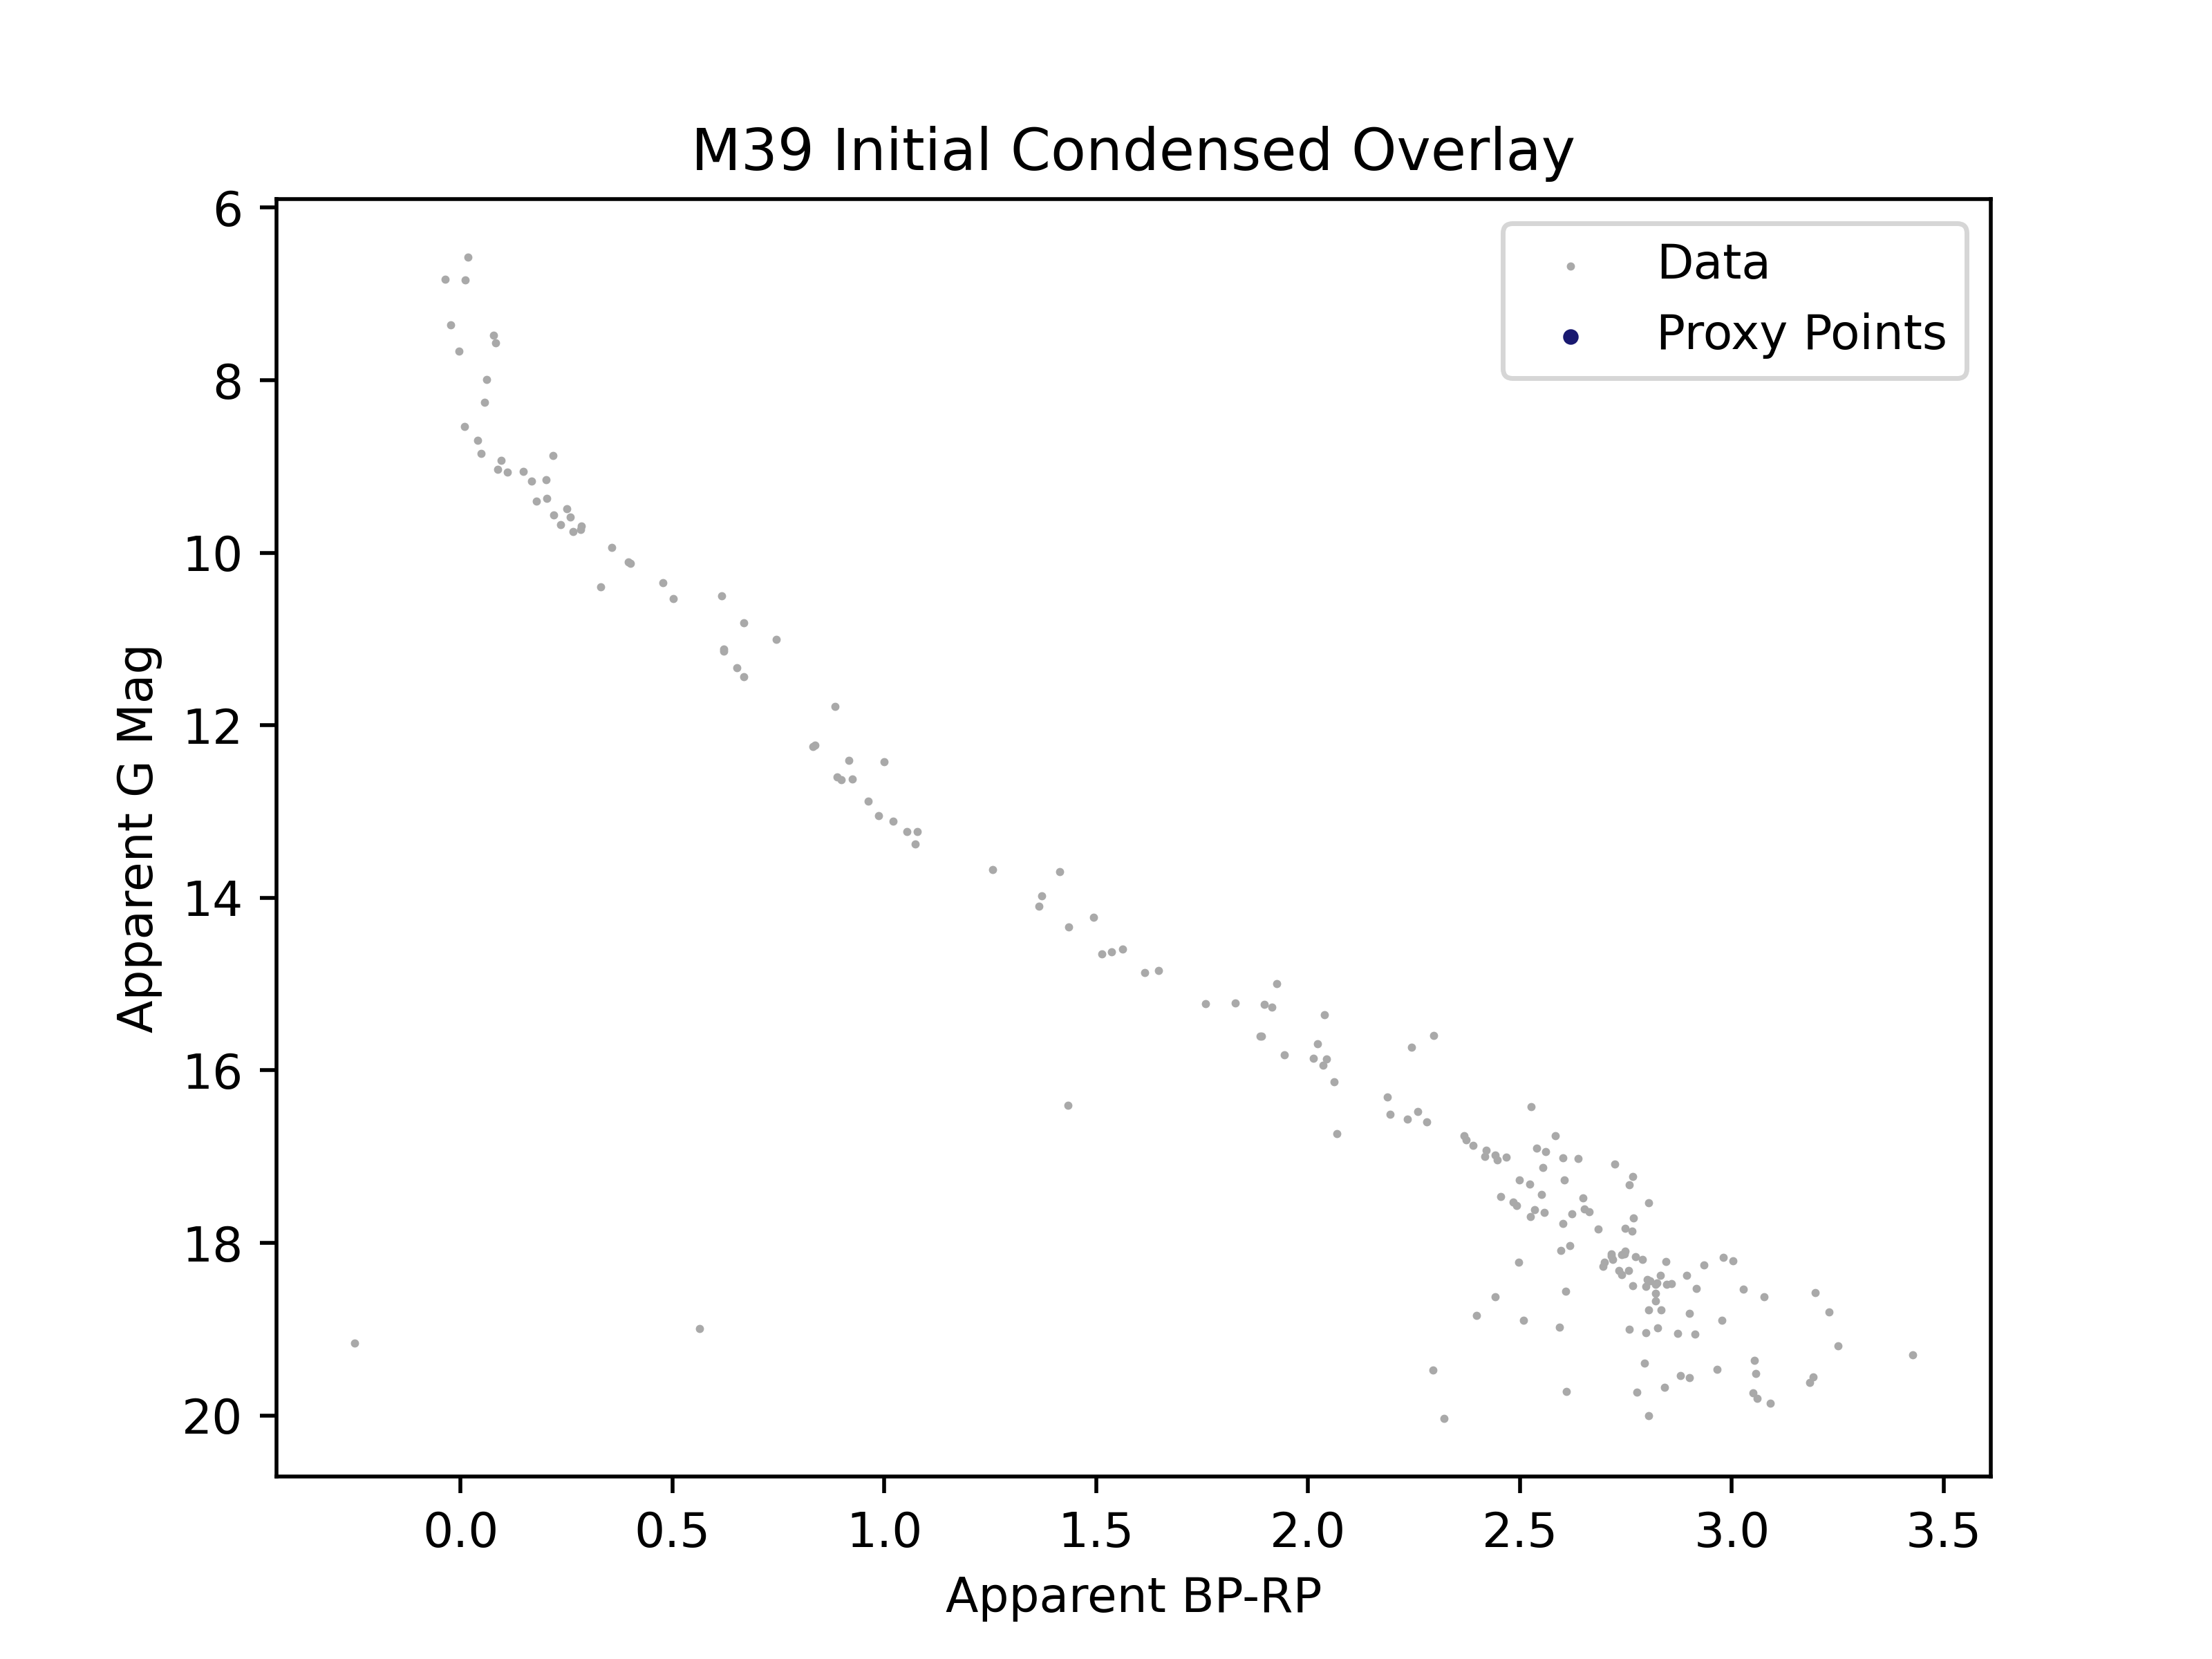 M39 Initial Condensed Overlay
Data
Proxy Points
6
8
10
12
14
16
18
20
Apparent G Mag
0.0 0.5 1.0 1.5 2.0 2.5 3.0 3.5
Apparent BP-RP